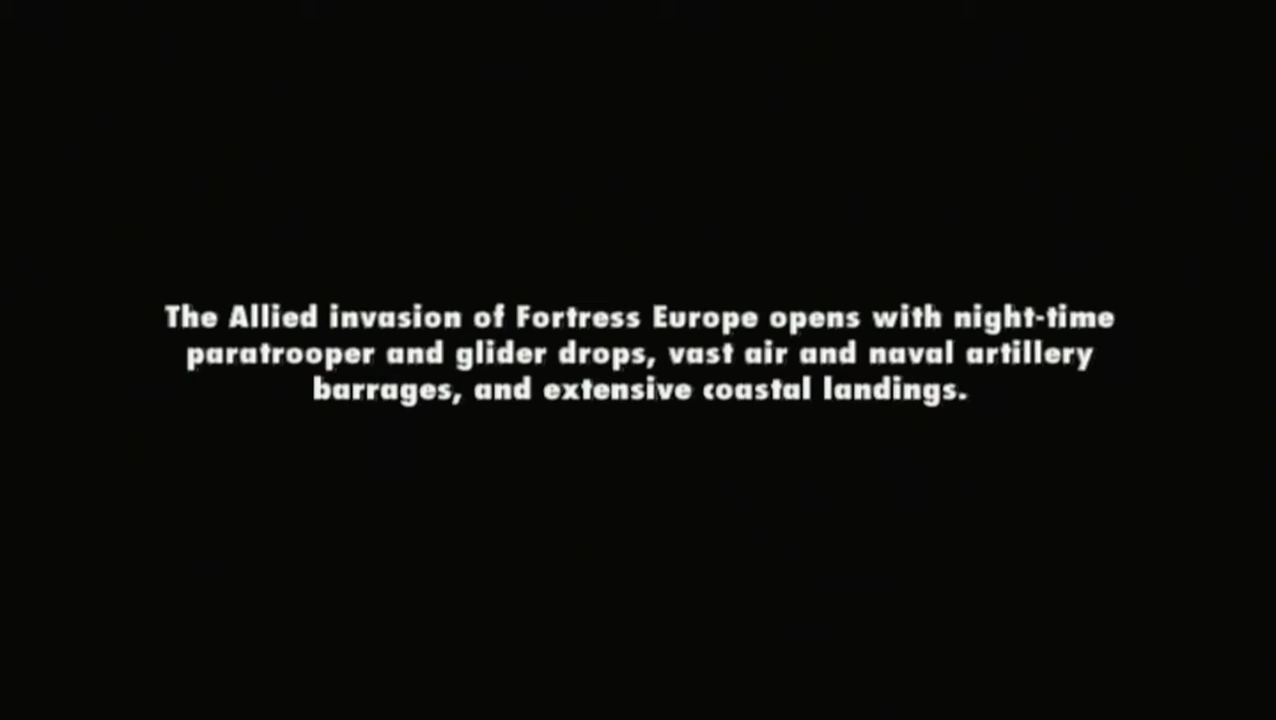 The Allied invasion of Fortress Europe opens with night-time
paratrooper and glider drops, vast air and naval artillery
barrages, and extensive coastal landings.